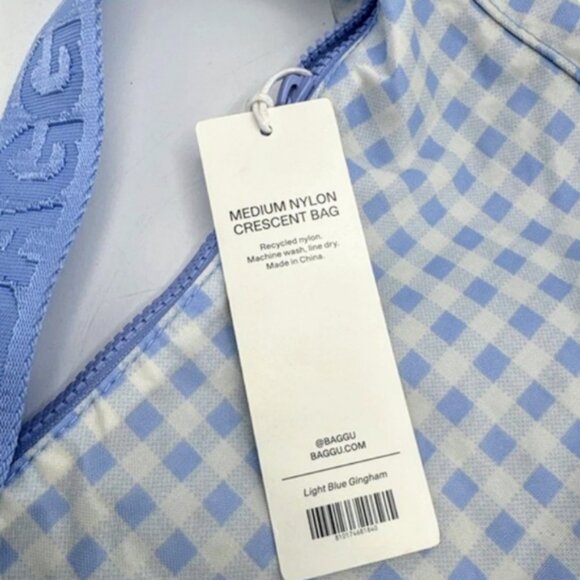 MEDIUM NYLON
CRESCENT BAG
Recycled nylon.
Machine wash, line dry.
Made in China.
@BAGGU
BAGGU.COM
Light Blue Gingham
810174681840